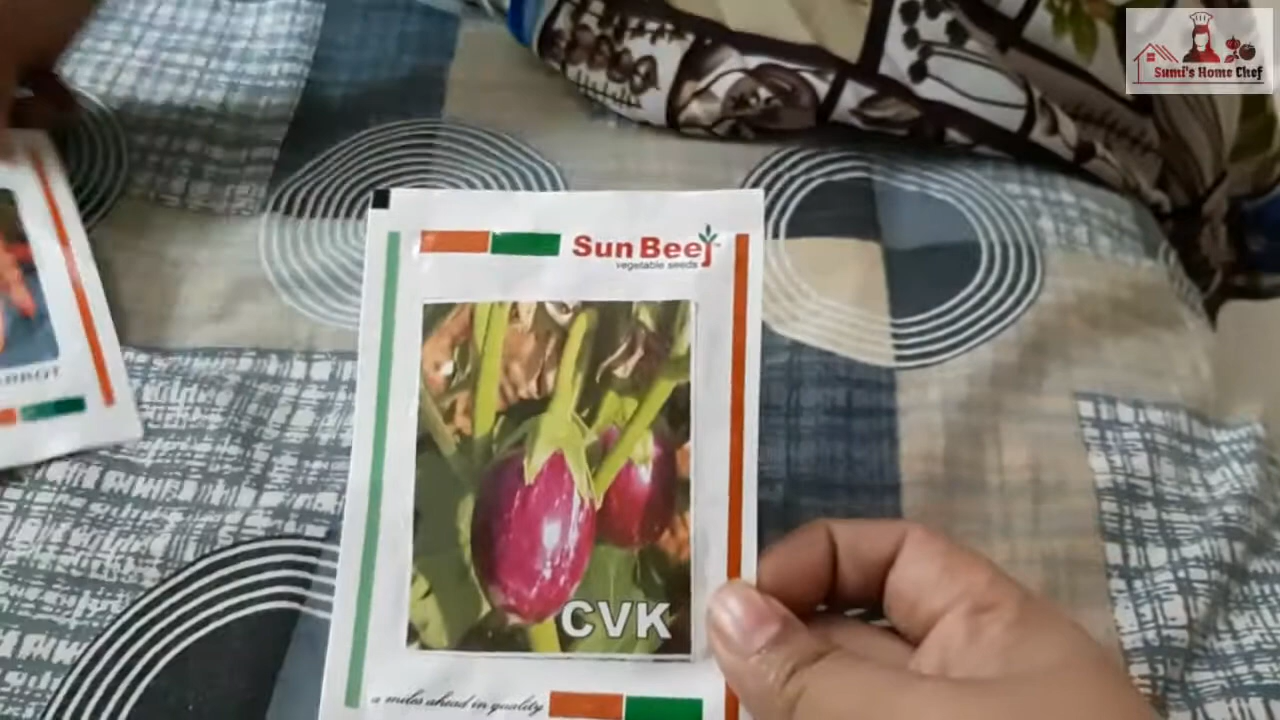 Sumi's Home Chef
Sun Beej
vegetable seeds
CVK
a miles ahead in quality